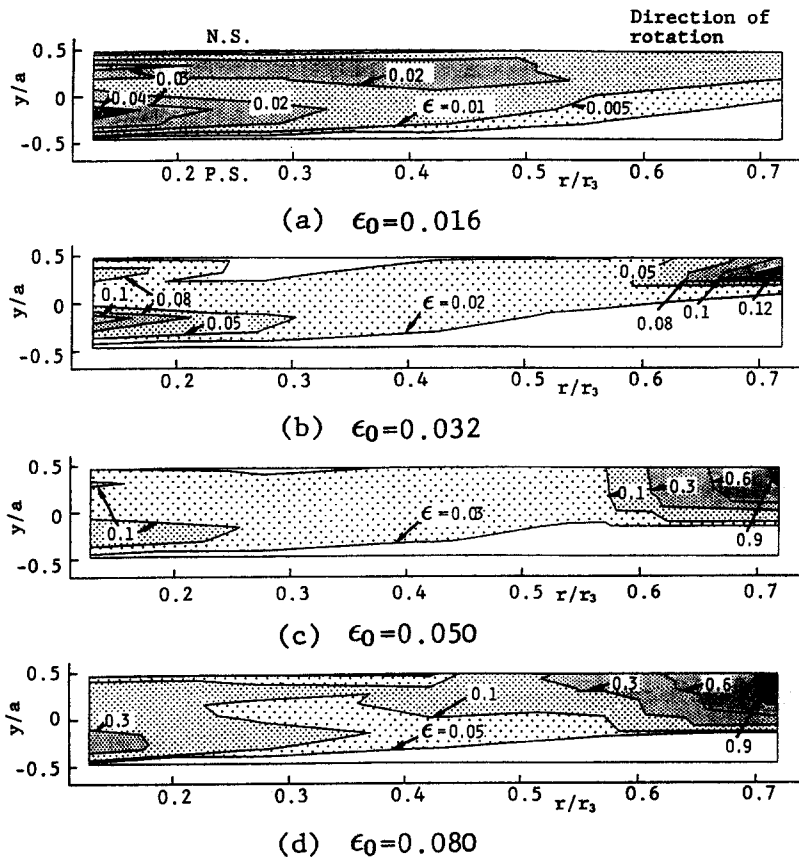 N.S.
Direction of
rotation
0.5
0
-0.5
y/a
0.03
0.04
0.02
0.02
ϵ=0.01
0.005
0.2 P.S. 0.3 0.4 0.5 r/r₃ 0.6 0.7
(a) ϵ₀=0.016
0.5
0
-0.5
y/a
0.1
0.08
0.05
ϵ=0.02
0.05
0.08
0.1
0.12
0.2 0.3 0.4 0.5 r/r₃ 0.6 0.7
(b) ϵ₀=0.032
0.5
0
-0.5
y/a
0.1
ϵ=0.03
0.1
0.3
0.6
0.9
0.2 0.3 0.4 0.5 r/r₃ 0.6 0.7
(c) ϵ₀=0.050
0.5
0
-0.5
y/a
0.3
0.1
ϵ=0.05
0.3
0.6
0.9
0.2 0.3 0.4 0.5 r/r₃ 0.6 0.7
(d) ϵ₀=0.080